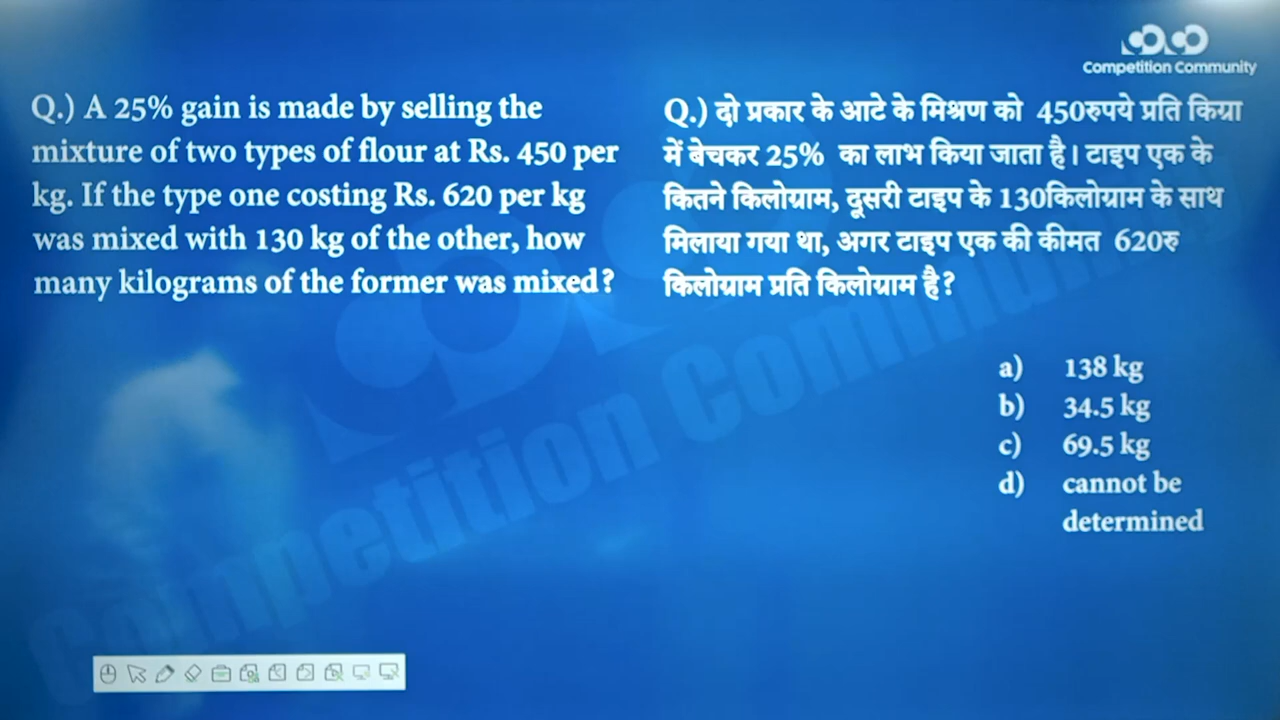 Competition Community
Q.) A 25% gain is made by selling the
mixture of two types of flour at Rs. 450 per
kg. If the type one costing Rs. 620 per kg
was mixed with 130 kg of the other, how
many kilograms of the former was mixed?
Q.) दो प्रकार के आटे के मिश्रण को 450रुपये प्रति किग्रा
में बेचकर 25% का लाभ किया जाता है। टाइप एक के
कितने किलोग्राम, दूसरी टाइप के 130किलोग्राम के साथ
मिलाया गया था, अगर टाइप एक की कीमत 620रु
किलोग्राम प्रति किलोग्राम है?
a) 138 kg
b) 34.5 kg
c) 69.5 kg
d) cannot be
determined
Competition Community